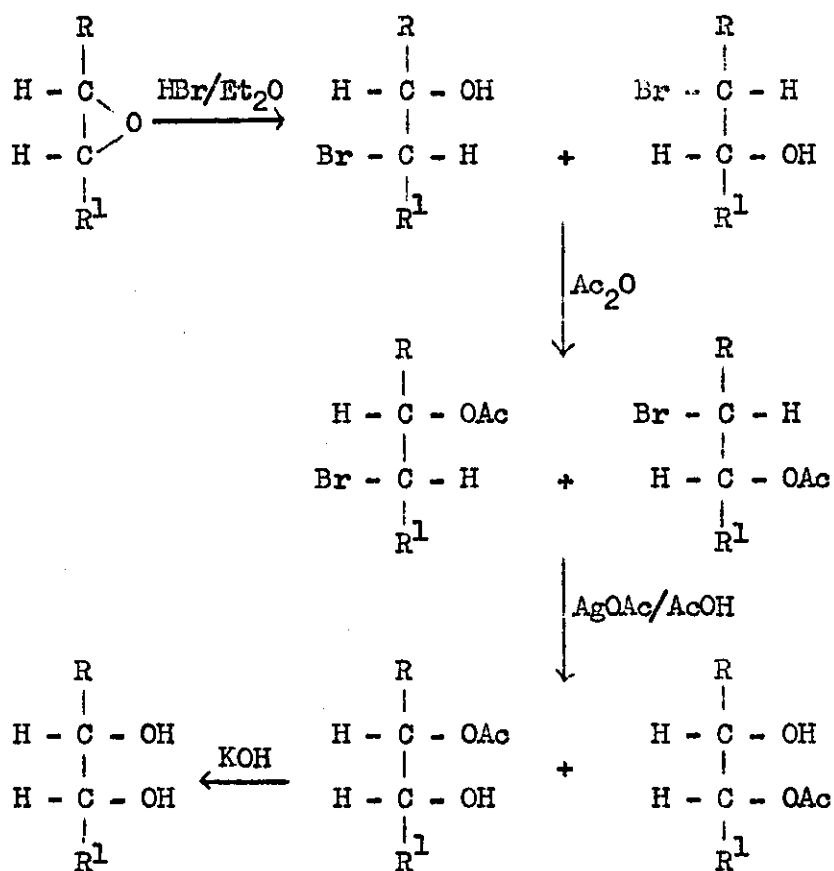 R R R
H - C HBr/Et2O H - C - OH Br - C - H
O
H - C Br - C - H + H - C - OH
R1 R1 R1
Ac2O
R R
H - C - OAc Br - C - H
Br - C - H + H - C - OAc
R1 R1
AgOAc/AcOH
R R R
H - C - OH KOH H - C - OAc + H - C - OH
H - C - OH H - C - OH H - C - OAc
R1 R1 R1